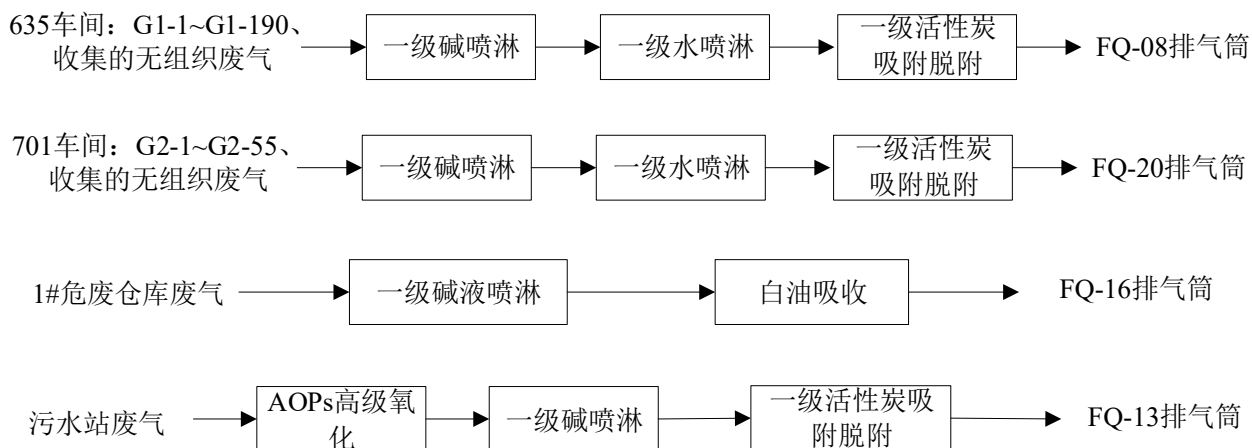 635车间：G1-1~G1-190、
收集的无组织废气
一级碱喷淋
一级水喷淋
一级活性炭
吸附脱附
FQ-08排气筒
701车间：G2-1~G2-55、
收集的无组织废气
一级碱喷淋
一级水喷淋
一级活性炭
吸附脱附
FQ-20排气筒
1#危废仓库废气
一级碱液喷淋
白油吸收
FQ-16排气筒
污水站废气
AOPs高级氧
化
一级碱喷淋
一级活性炭吸
附脱附
FQ-13排气筒